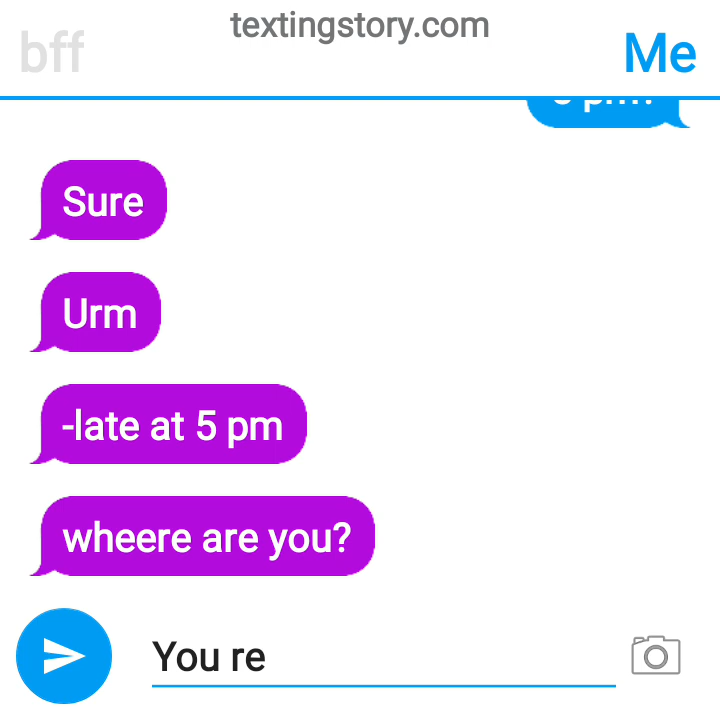 textingstory.com
bff
Me
Sure
Urm
-late at 5 pm
wheere are you?
You re